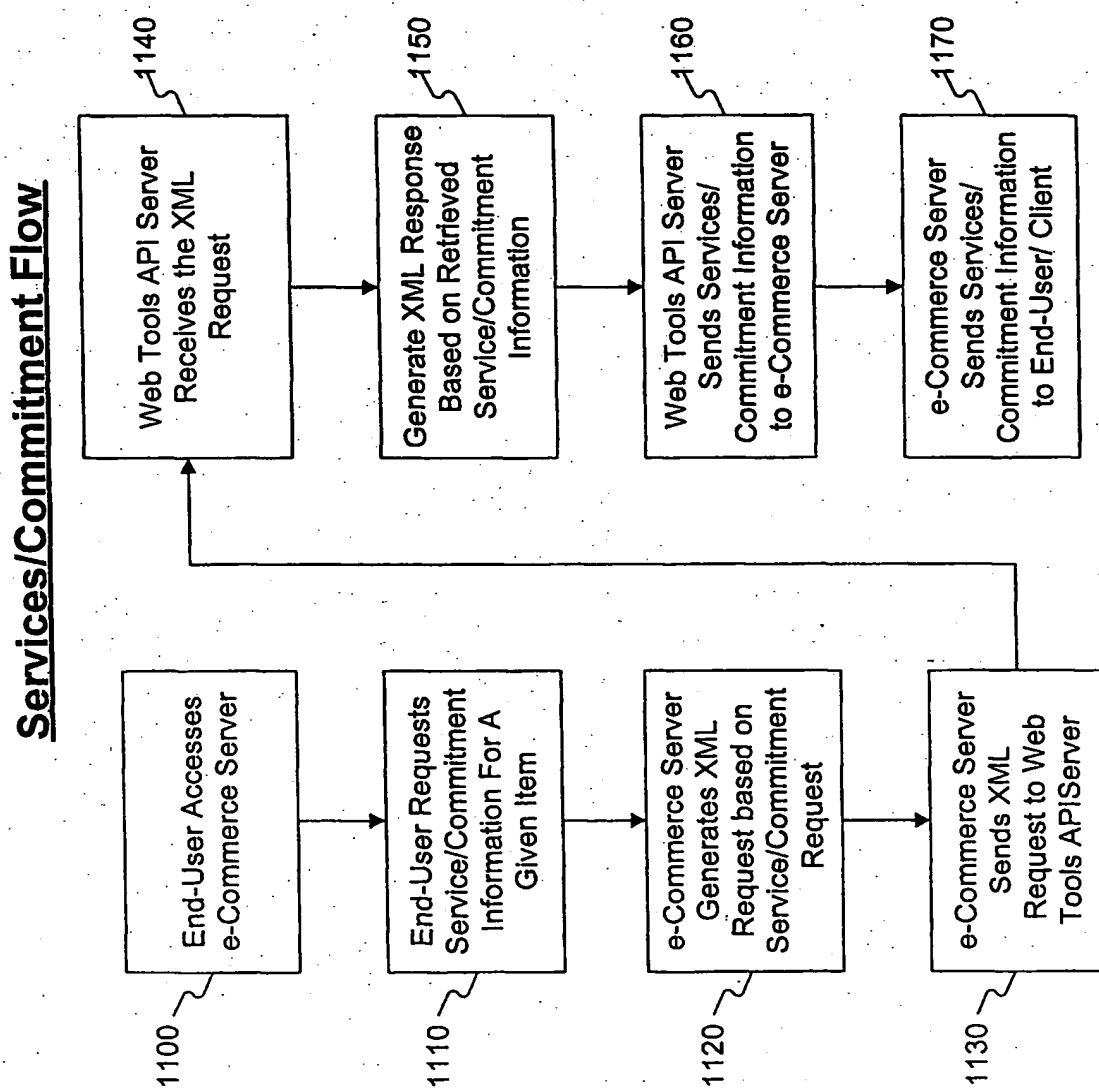 Services/Commitment Flow
1100
End-User Accesses
e-Commerce Server
1110
End-User Requests
Service/Commitment
Information For A
Given Item
1120
e-Commerce Server
Generates XML
Request based on
Service/Commitment
Request
1130
e-Commerce Server
Sends XML
Request to Web
Tools APIServer
1140
Web Tools API Server
Receives the XML
Request
1150
Generate XML Response
Based on Retrieved
Service/Commitment
Information
1160
Web Tools API Server
Sends Services/
Commitment Information
to e-Commerce Server
1170
e-Commerce Server
Sends Services/
Commitment Information
to End-User/ Client